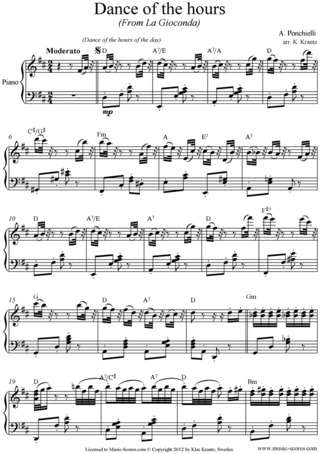 Dance of the hours
(From La Gioconda)
A. Ponchielli
arr. K. Krantz
(Dance of the hours of the day)
Moderato D A7/E A7/A D
Piano
mp
6 C♯/G♯ Fm A E7 A7
10 D A7/E A7 D F♯7
15 G D A7 D Gm
19 D A7/C♯ A7 D Bm
Licensed to Music-Scores.com © Copyright 2012 by Klas Krantz, Sweden
www.music-scores.com